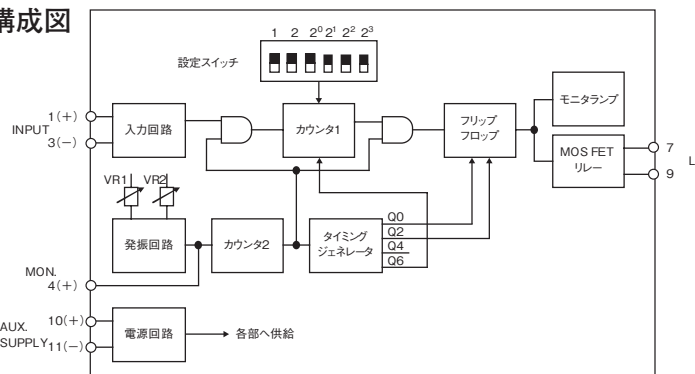 構成図
1 2 2⁰ 2¹ 2² 2³
設定スイッチ
1(+)
INPUT
3(−)
入力回路
カウンタ1
フリップ
フロップ
モニタランプ
MOS FET
リレー
7
L
9
VR1 VR2
発振回路
カウンタ2
タイミング
ジェネレータ
Q0
Q2
Q4
Q6
MON.
4(+)
AUX.
SUPPLY
10(+)
11(−)
電源回路
各部へ供給